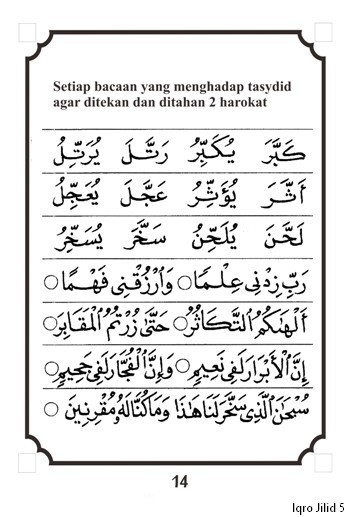 Setiap bacaan yang menghadap tasydid
agar ditekan dan ditahan 2 harokat
كَبَّرَ يُكَبِّرُ رَتَّلَ يُرَتِّلُ
أَثَّرَ يُؤَثِّرُ عَجَّلَ يُعَجِّلُ
لَحَّنَ يُلَحِّنُ سَخَّرَ يُسَخِّرُ
رَبِّ زِدْنِي عِلْمًا ○ وَارْزُقْنِي فَهْمًا ○
أَلْهٰىكُمُ التَّكَاثُرُ ○ حَتّٰى زُرْتُمُ الْمَقَابِرَ ○
إِنَّ الْأَبْرَارَ لَفِي نَعِيمٍ ○ وَإِنَّ الْفُجَّارَ لَفِي جَحِيمٍ ○
سُبْحٰنَ الَّذِي سَخَّرَ لَنَا هٰذَا وَمَا كُنَّا لَهُ مُقْرِنِينَ ○
14
Iqro Jilid 5